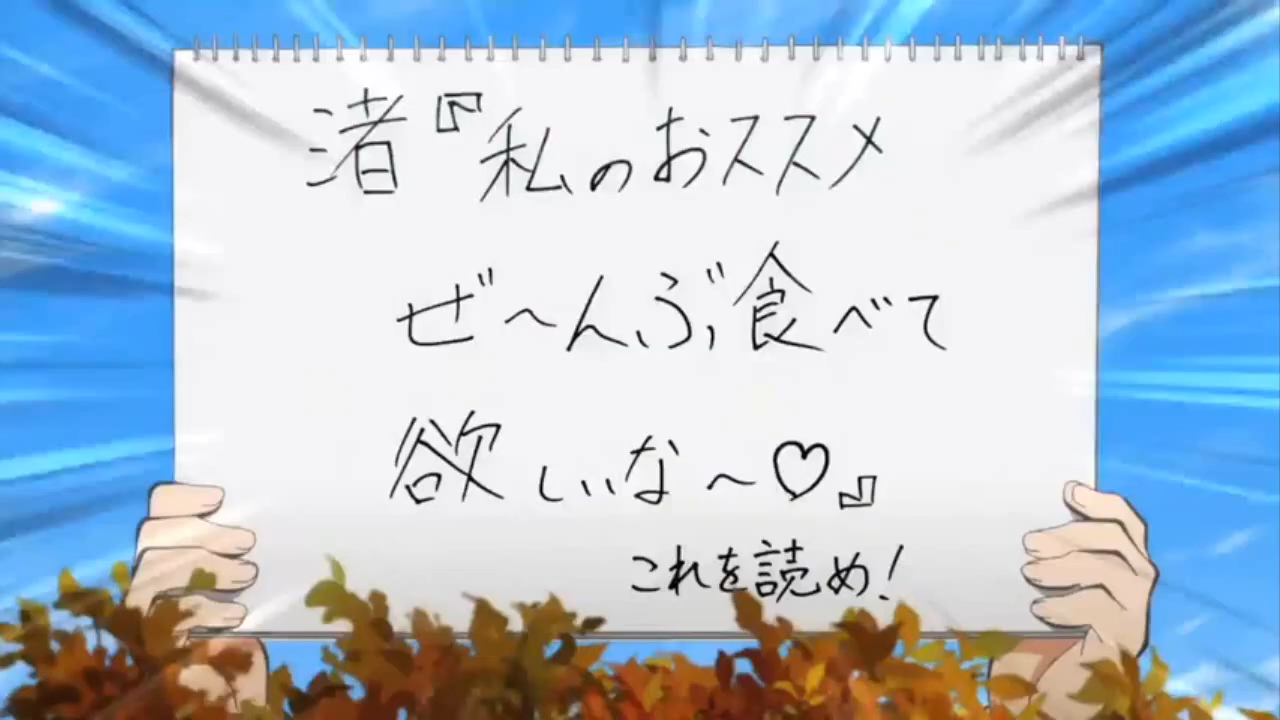 渚『私のおススメ
ぜ〜んぶ食べて
欲しいな〜♡』
これを読め!